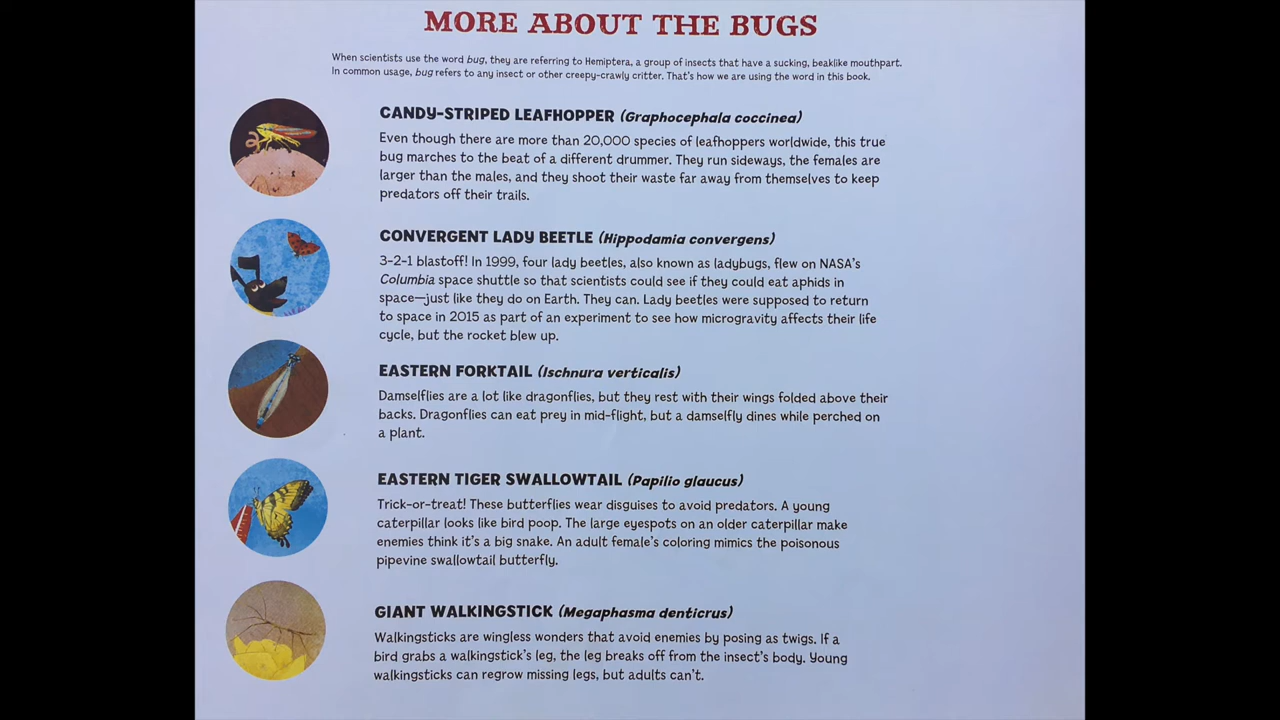 MORE ABOUT THE BUGS
When scientists use the word bug, they are referring to Hemiptera, a group of insects that have a sucking, beaklike mouthpart.
In common usage, bug refers to any insect or other creepy-crawly critter. That's how we are using the word in this book.
CANDY-STRIPED LEAFHOPPER (Graphocephala coccinea)
Even though there are more than 20,000 species of leafhoppers worldwide, this true
bug marches to the beat of a different drummer. They run sideways, the females are
larger than the males, and they shoot their waste far away from themselves to keep
predators off their trails.
CONVERGENT LADY BEETLE (Hippodamia convergens)
3-2-1 blastoff! In 1999, four lady beetles, also known as ladybugs, flew on NASA's
Columbia space shuttle so that scientists could see if they could eat aphids in
space—just like they do on Earth. They can. Lady beetles were supposed to return
to space in 2015 as part of an experiment to see how microgravity affects their life
cycle, but the rocket blew up.
EASTERN FORKTAIL (Ischnura verticalis)
Damselflies are a lot like dragonflies, but they rest with their wings folded above their
backs. Dragonflies can eat prey in mid-flight, but a damselfly dines while perched on
a plant.
EASTERN TIGER SWALLOWTAIL (Papilio glaucus)
Trick-or-treat! These butterflies wear disguises to avoid predators. A young
caterpillar looks like bird poop. The large eyespots on an older caterpillar make
enemies think it's a big snake. An adult female's coloring mimics the poisonous
pipevine swallowtail butterfly.
GIANT WALKINGSTICK (Megaphasma denticrus)
Walkingsticks are wingless wonders that avoid enemies by posing as twigs. If a
bird grabs a walkingstick's leg, the leg breaks off from the insect's body. Young
walkingsticks can regrow missing legs, but adults can't.